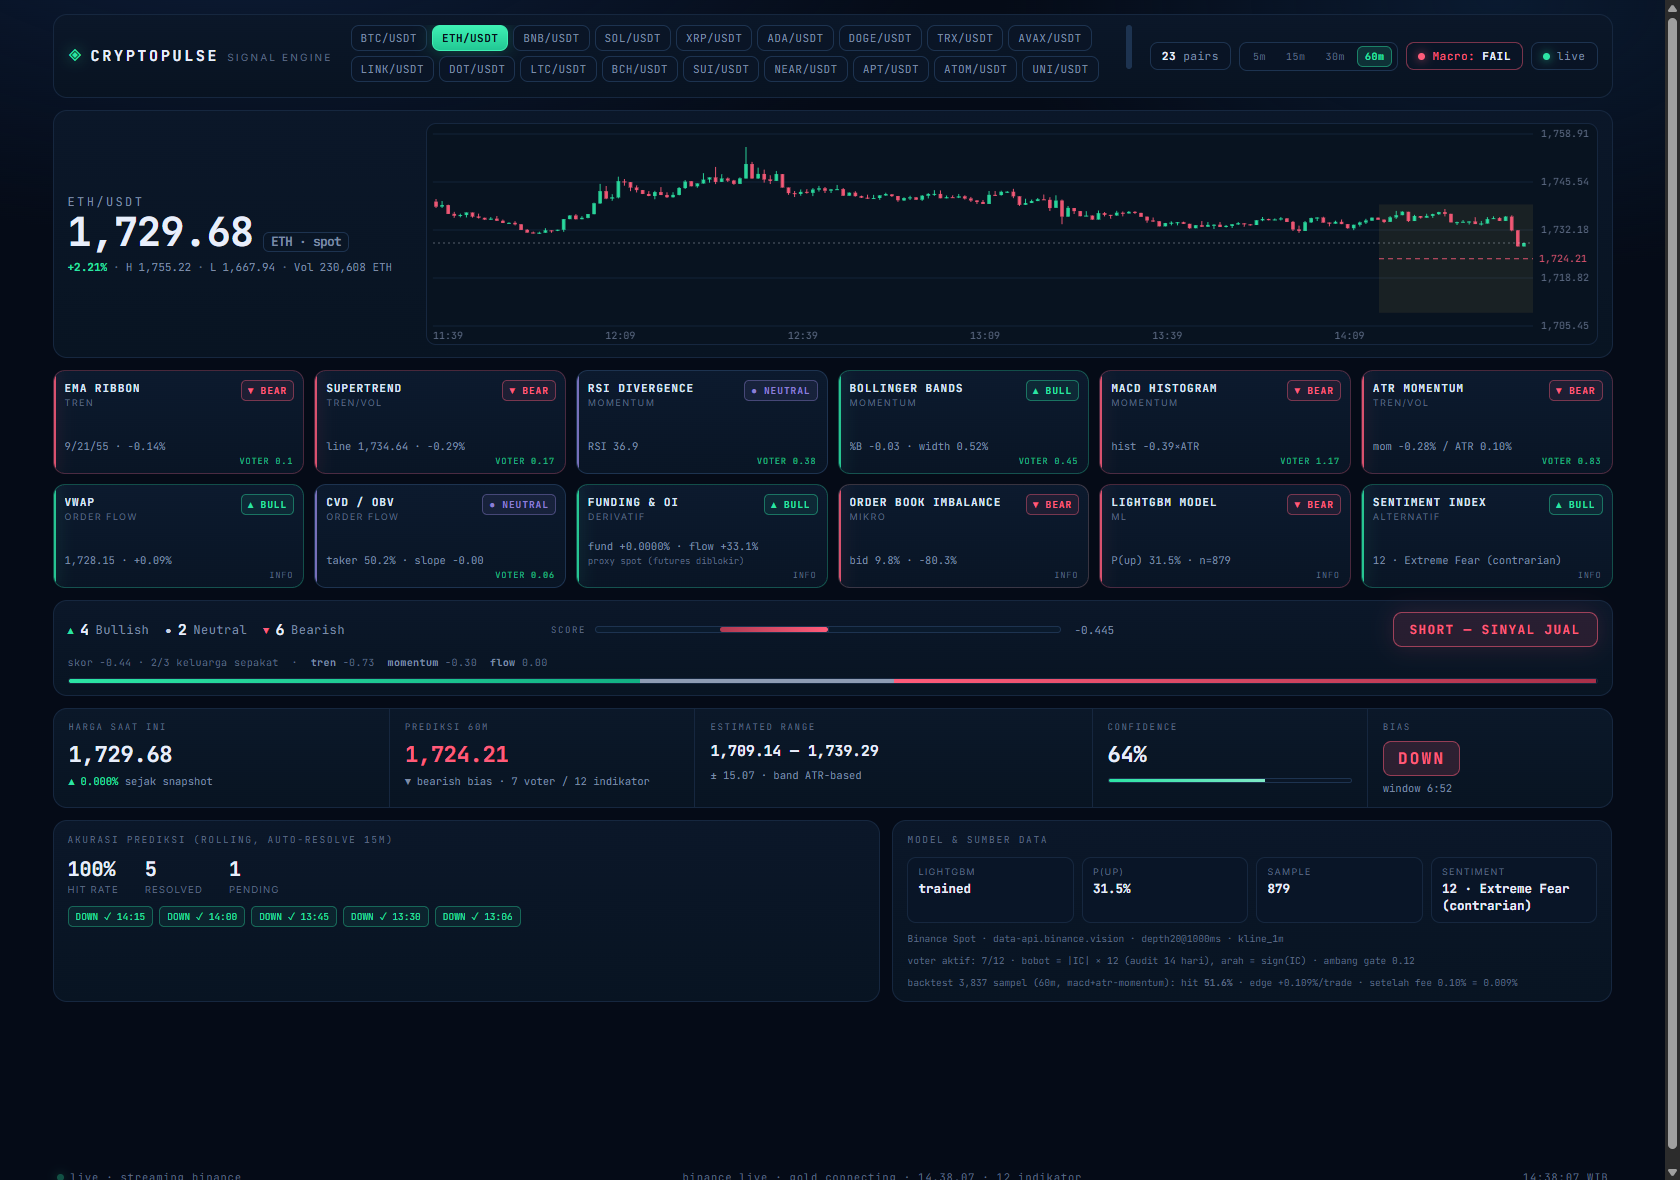 ◈ CRYPTOPULSE SIGNAL ENGINE
BTC/USDT ETH/USDT BNB/USDT SOL/USDT XRP/USDT ADA/USDT DOGE/USDT TRX/USDT AVAX/USDT
LINK/USDT DOT/USDT LTC/USDT BCH/USDT SUI/USDT NEAR/USDT APT/USDT ATOM/USDT UNI/USDT
23 pairs 5m 15m 30m 60m Macro: FAIL live
ETH/USDT
1,729.68 ETH · spot
+2.21% · H 1,755.22 · L 1,667.94 · Vol 230,608 ETH
1,758.91
1,745.54
1,732.18
1,724.21
1,718.82
1,705.45
11:39 12:09 12:39 13:09 13:39 14:09
EMA RIBBON ▼ BEAR
TREN
9/21/55 · -0.14%
VOTER 0.1
SUPERTREND ▼ BEAR
TREN/VOL
line 1,734.64 · -0.29%
VOTER 0.17
RSI DIVERGENCE ● NEUTRAL
MOMENTUM
RSI 36.9
VOTER 0.38
BOLLINGER BANDS ▲ BULL
MOMENTUM
%B -0.03 · width 0.52%
VOTER 0.45
MACD HISTOGRAM ▼ BEAR
MOMENTUM
hist -0.39×ATR
VOTER 1.17
ATR MOMENTUM ▼ BEAR
TREN/VOL
mom -0.28% / ATR 0.10%
VOTER 0.83
VWAP ▲ BULL
ORDER FLOW
1,728.15 · +0.09%
INFO
CVD / OBV ● NEUTRAL
ORDER FLOW
taker 50.2% · slope -0.00
VOTER 0.06
FUNDING & OI ▲ BULL
DERIVATIF
fund +0.0000% · flow +33.1%
proxy spot (futures diblokir)
INFO
ORDER BOOK IMBALANCE ▼ BEAR
MIKRO
bid 9.8% · -80.3%
INFO
LIGHTGBM MODEL ▼ BEAR
ML
P(up) 31.5% · n=879
INFO
SENTIMENT INDEX ▲ BULL
ALTERNATIF
12 · Extreme Fear (contrarian)
INFO
▲ 4 Bullish ● 2 Neutral ▼ 6 Bearish SCORE -0.445 SHORT — SINYAL JUAL
skor -0.44 · 2/3 keluarga sepakat · tren -0.73 momentum -0.30 flow 0.00
HARGA SAAT INI
1,729.68
▲ 0.000% sejak snapshot
PREDIKSI 60M
1,724.21
▼ bearish bias · 7 voter / 12 indikator
ESTIMATED RANGE
1,709.14 — 1,739.29
± 15.07 · band ATR-based
CONFIDENCE
64%
BIAS
DOWN
window 6:52
AKURASI PREDIKSI (ROLLING, AUTO-RESOLVE 15M)
100% 5 1
HIT RATE RESOLVED PENDING
DOWN ✓ 14:15 DOWN ✓ 14:00 DOWN ✓ 13:45 DOWN ✓ 13:30 DOWN ✓ 13:06
MODEL & SUMBER DATA
LIGHTGBM
trained
P(UP)
31.5%
SAMPLE
879
SENTIMENT
12 · Extreme Fear
(contrarian)
Binance Spot · data-api.binance.vision · depth20@1000ms · kline_1m
voter aktif: 7/12 · bobot = |IC| × 12 (audit 14 hari), arah = sign(IC) · ambang gate 0.12
backtest 3,837 sampel (60m, macd+atr-momentum): hit 51.6% · edge +0.109%/trade · setelah fee 0.10% = 0.009%
live · streaming binance binance live · gold connecting · 14.38.07 · 12 indikator 14:38:07 WIB